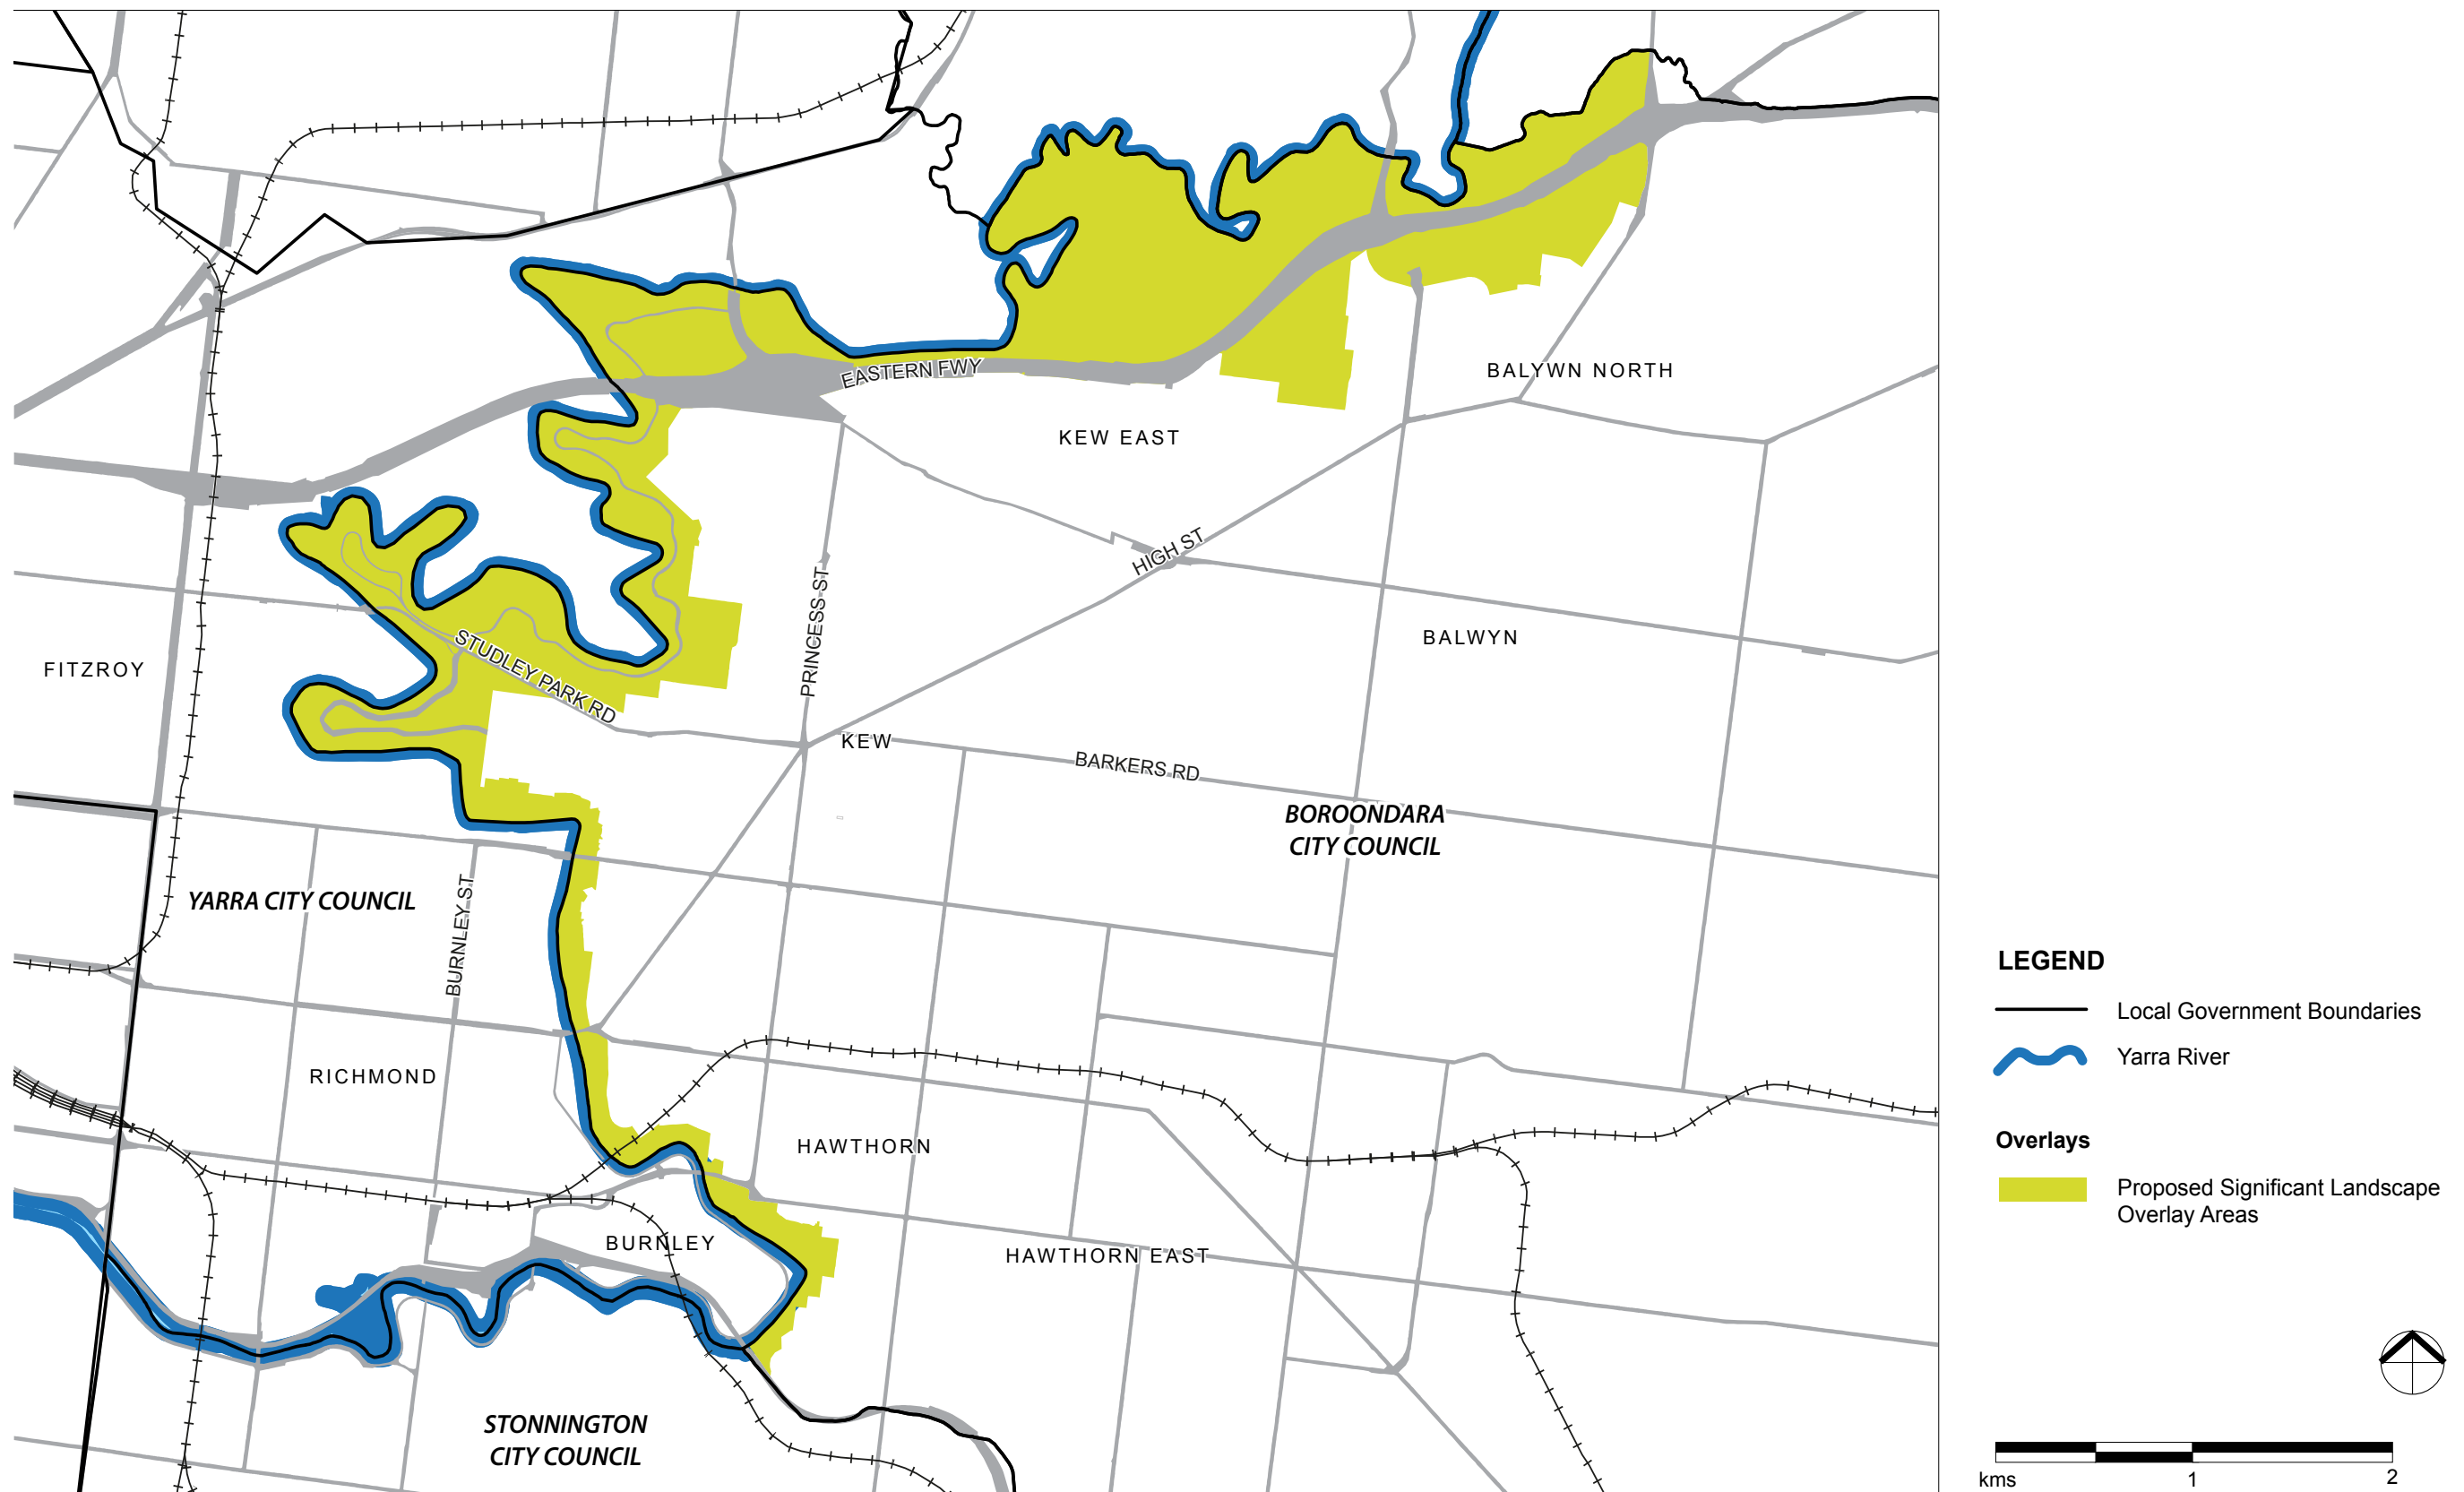 EASTERN FWY
BALYWN NORTH
KEW EAST
HIGH ST
PRINCESS ST
BALWYN
STUDLEY PARK RD
FITZROY
KEW
BARKERS RD
BOROONDARA
CITY COUNCIL
YARRA CITY COUNCIL
BURNLEY ST
RICHMOND
HAWTHORN
BURNLEY
HAWTHORN EAST
STONNINGTON
CITY COUNCIL
LEGEND
Local Government Boundaries
Yarra River
Overlays
Proposed Significant Landscape
Overlay Areas
kms
1
2